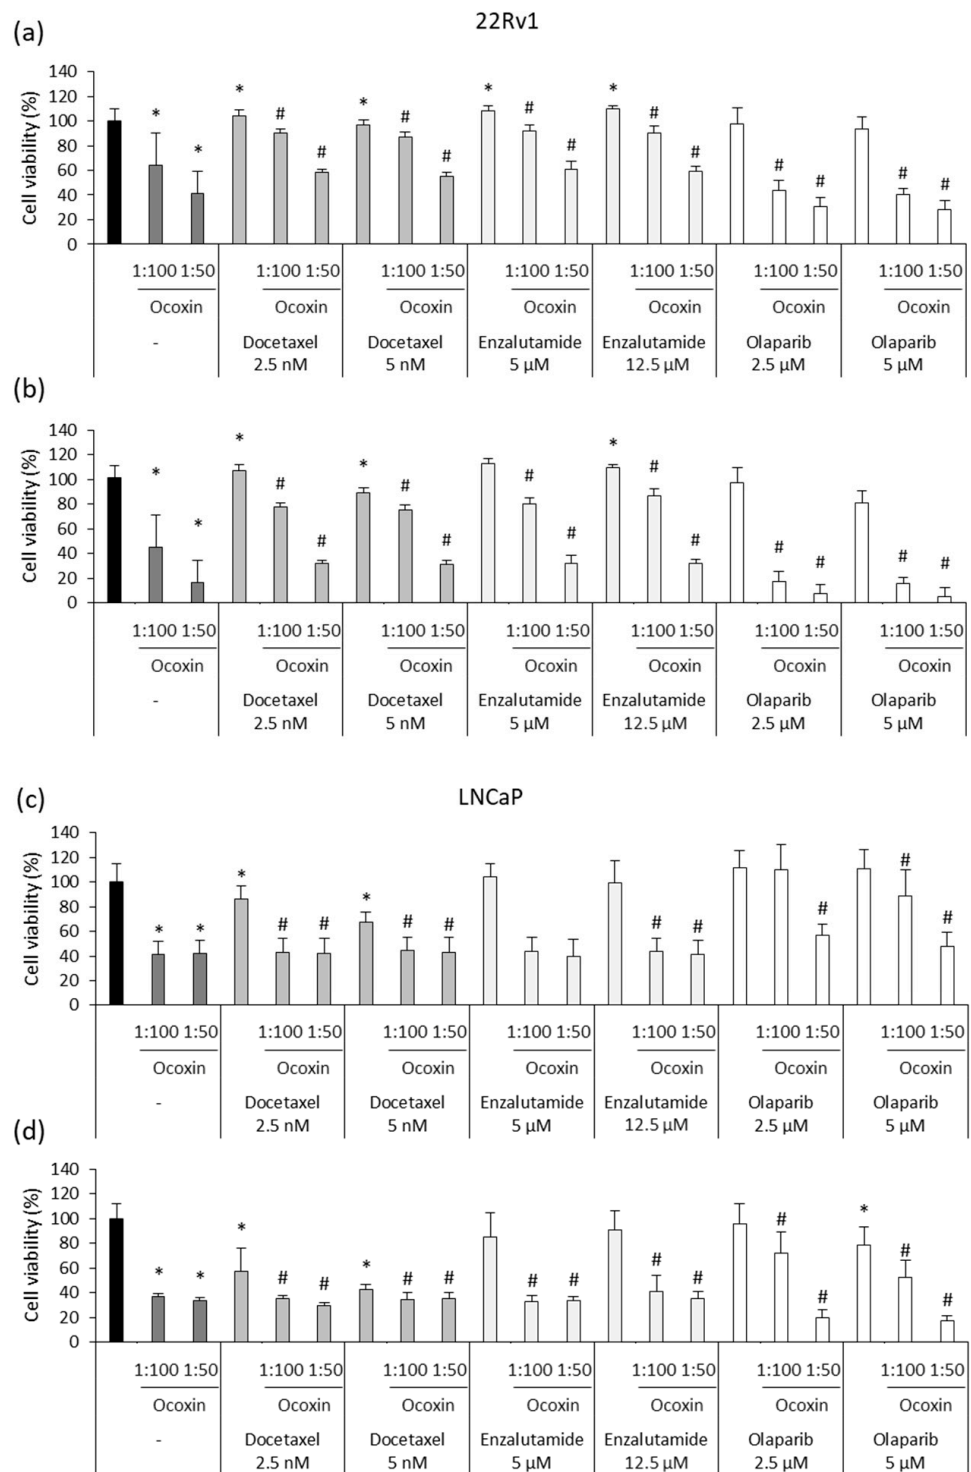 22Rv1
(a)
Cell viability (%)
140
120
100
80
60
40
20
0
* * * # # * # # * # # * # # # # # #
1:100 1:50 1:100 1:50 1:100 1:50 1:100 1:50 1:100 1:50 1:100 1:50 1:100 1:50
Ocoxin Ocoxin Ocoxin Ocoxin Ocoxin Ocoxin Ocoxin
- Docetaxel Docetaxel Enzalutamide Enzalutamide Olaparib Olaparib
2.5 nM 5 nM 5 µM 12.5 µM 2.5 µM 5 µM
(b)
Cell viability (%)
140
120
100
80
60
40
20
0
* * * # # * # # # # * # # # # # #
1:100 1:50 1:100 1:50 1:100 1:50 1:100 1:50 1:100 1:50 1:100 1:50 1:100 1:50
Ocoxin Ocoxin Ocoxin Ocoxin Ocoxin Ocoxin Ocoxin
- Docetaxel Docetaxel Enzalutamide Enzalutamide Olaparib Olaparib
2.5 nM 5 nM 5 µM 12.5 µM 2.5 µM 5 µM
(c)
LNCaP
Cell viability (%)
140
120
100
80
60
40
20
0
* * * # # * # # # # # # #
1:100 1:50 1:100 1:50 1:100 1:50 1:100 1:50 1:100 1:50 1:100 1:50 1:100 1:50
Ocoxin Ocoxin Ocoxin Ocoxin Ocoxin Ocoxin Ocoxin
- Docetaxel Docetaxel Enzalutamide Enzalutamide Olaparib Olaparib
2.5 nM 5 nM 5 µM 12.5 µM 2.5 µM 5 µM
(d)
Cell viability (%)
140
120
100
80
60
40
20
0
* * * # # * # # # # # # # # * # #
1:100 1:50 1:100 1:50 1:100 1:50 1:100 1:50 1:100 1:50 1:100 1:50 1:100 1:50
Ocoxin Ocoxin Ocoxin Ocoxin Ocoxin Ocoxin Ocoxin
- Docetaxel Docetaxel Enzalutamide Enzalutamide Olaparib Olaparib
2.5 nM 5 nM 5 µM 12.5 µM 2.5 µM 5 µM